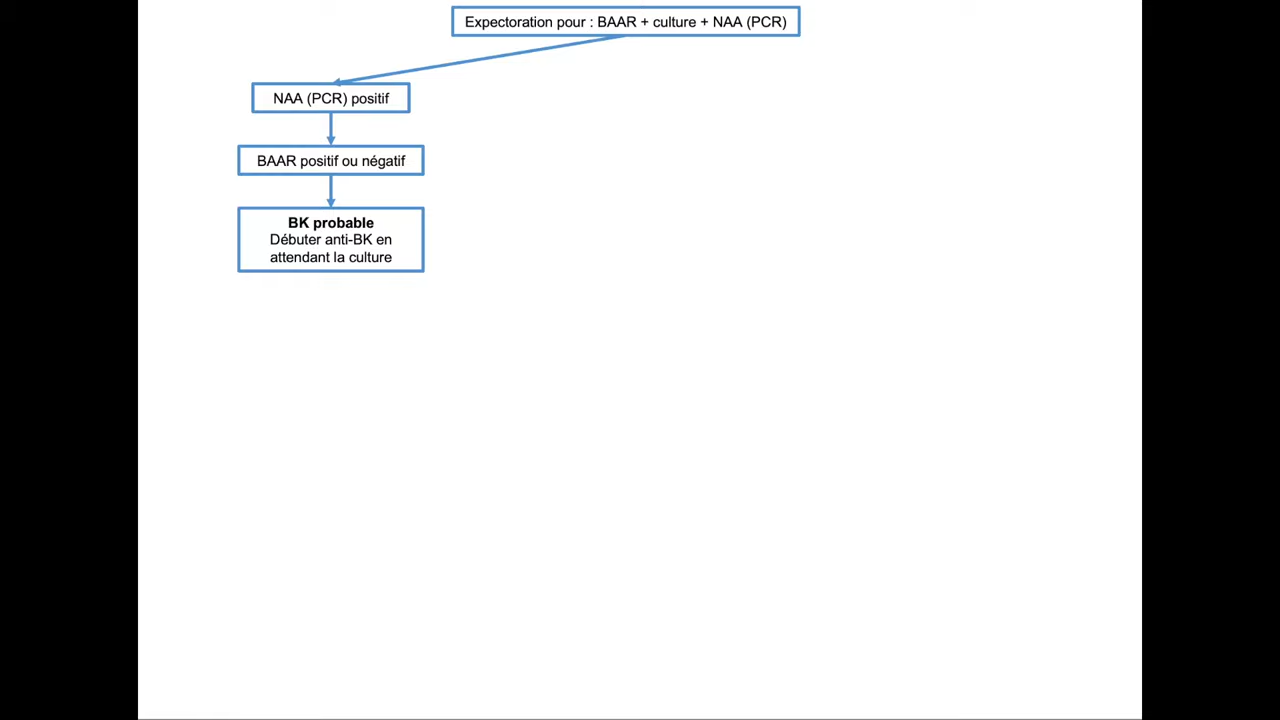 Expectoration pour : BAAR + culture + NAA (PCR)
NAA (PCR) positif
BAAR positif ou négatif
BK probable
Débuter anti-BK en
attendant la culture